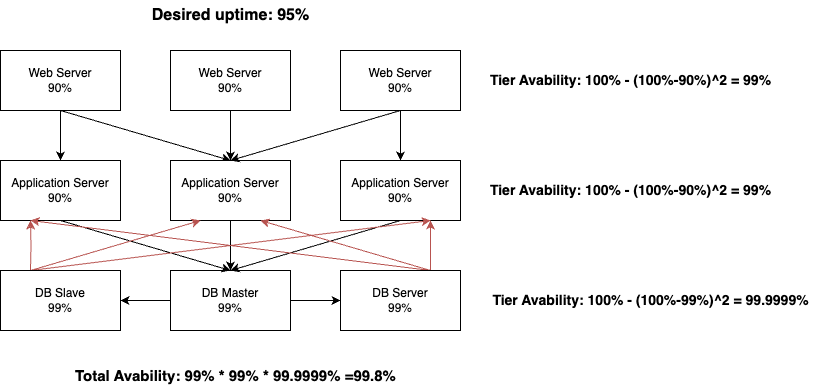 Desired uptime: 95%
Web Server
90%
Web Server
90%
Web Server
90%
Tier Avability: 100% - (100%-90%)^2 = 99%
Application Server
90%
Application Server
90%
Application Server
90%
Tier Avability: 100% - (100%-90%)^2 = 99%
DB Slave
99%
DB Master
99%
DB Server
99%
Tier Avability: 100% - (100%-99%)^2 = 99.9999%
Total Avability: 99% * 99% * 99.9999% =99.8%